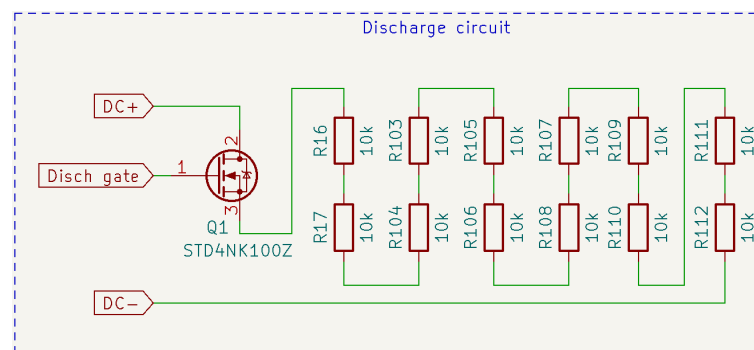 Discharge circuit
DC+
Disch gate
1
2
3
Q1
STD4NK100Z
DC-
R16
10k
R103
10k
R105
10k
R107
10k
R109
10k
R111
10k
R17
10k
R104
10k
R106
10k
R108
10k
R110
10k
R112
10k